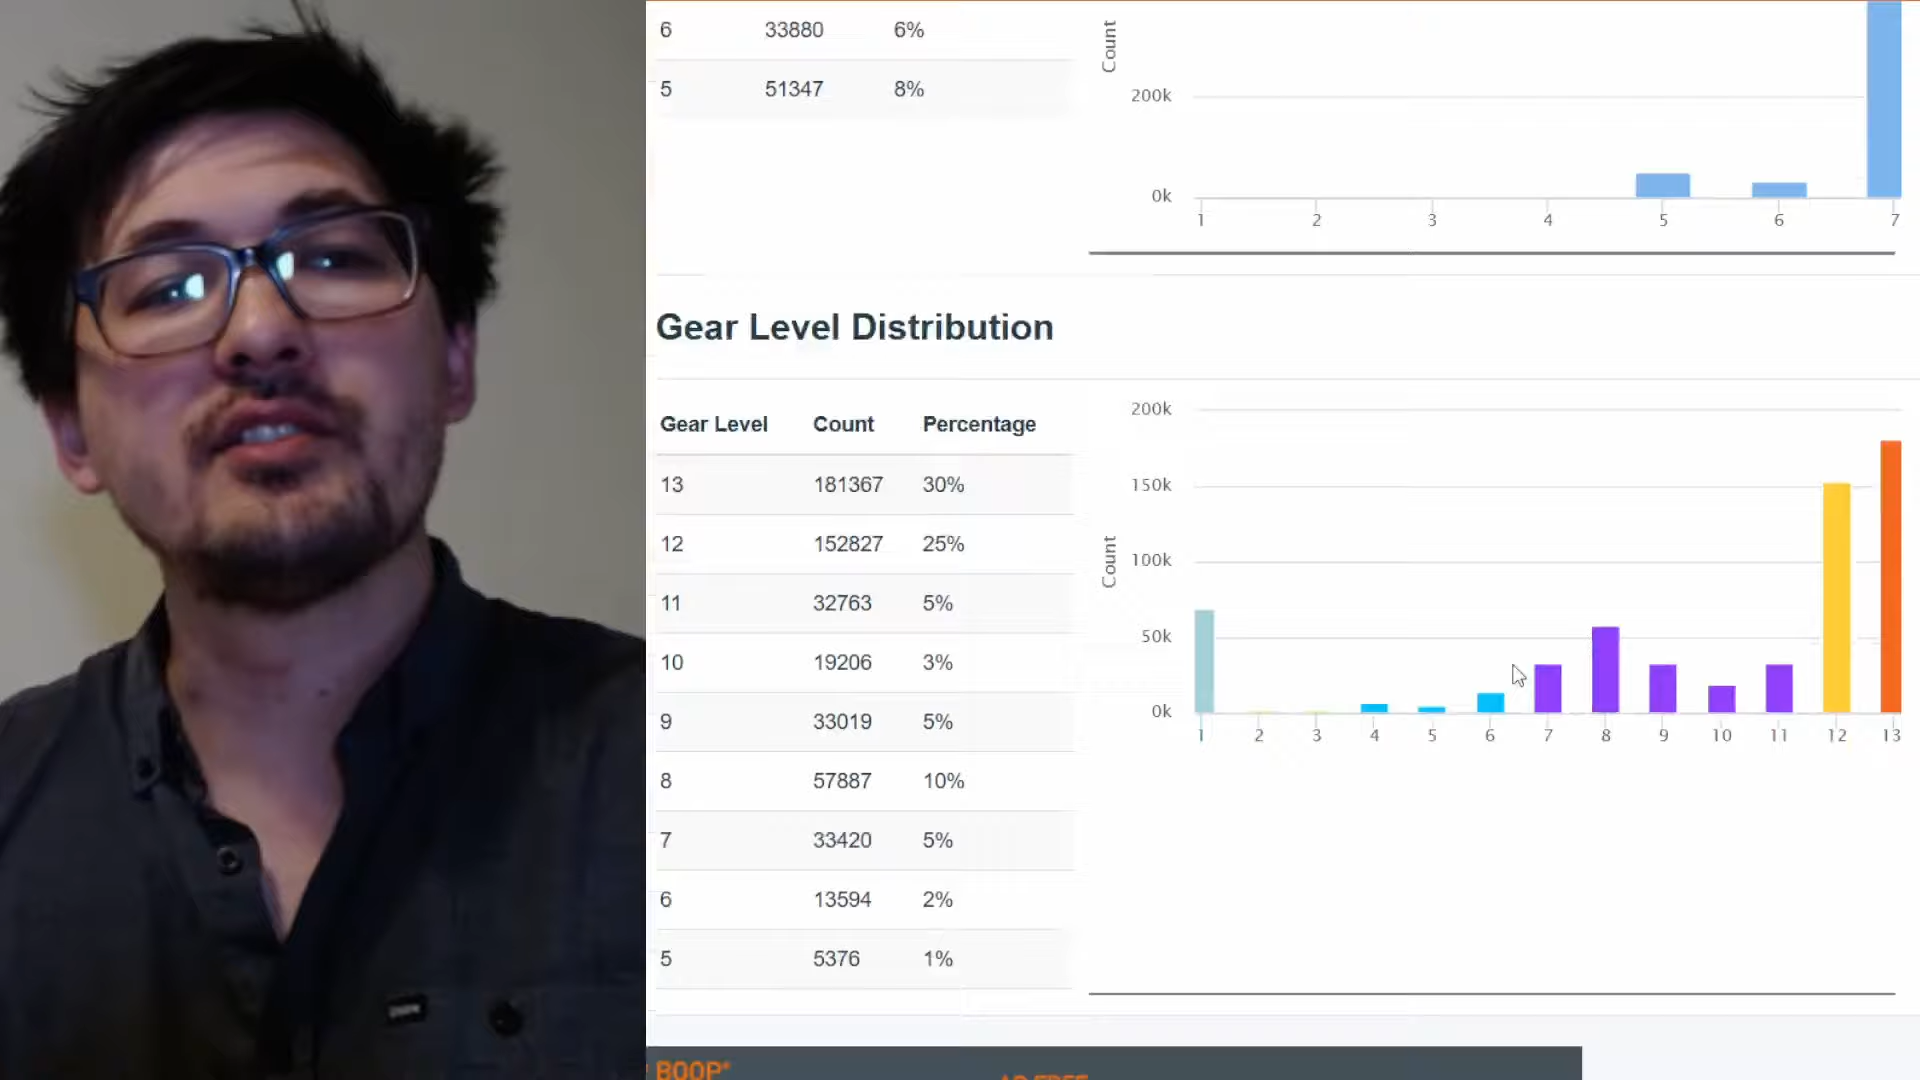 6 33880 6%
5 51347 8%
Count
200k
0k
1 2 3 4 5 6 7
Gear Level Distribution
Gear Level Count Percentage
13 181367 30%
12 152827 25%
11 32763 5%
10 19206 3%
9 33019 5%
8 57887 10%
7 33420 5%
6 13594 2%
5 5376 1%
Count
200k
150k
100k
50k
0k
1 2 3 4 5 6 7 8 9 10 11 12 13
BOOP*
AD FREE